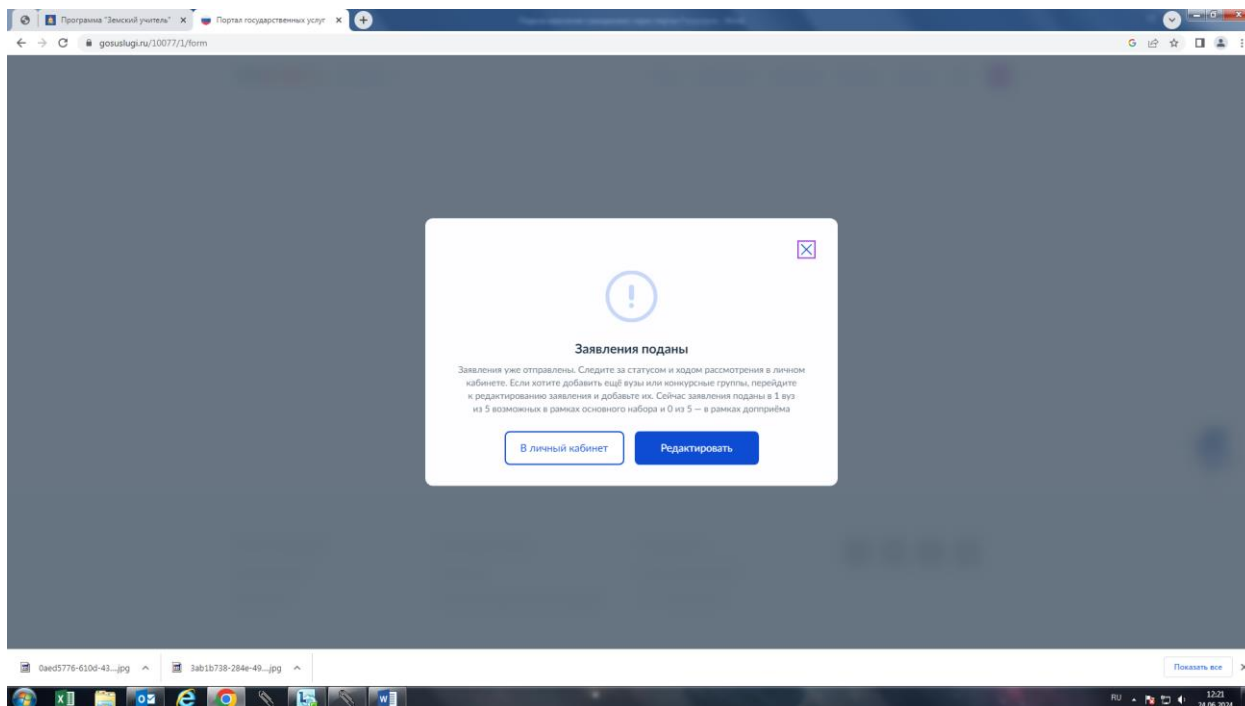 Программа "Земский учитель"
Портал государственных услуг
gosuslugi.ru/10077/1/form
Заявления поданы
Заявления уже отправлены. Следите за статусом и ходом рассмотрения в личном
кабинете. Если хотите добавить ещё вузы или конкурсные группы, перейдите
к редактированию заявления и добавьте их. Сейчас заявления поданы в 1 вуз
из 5 возможных в рамках основного набора и 0 из 5 — в рамках допприёма
В личный кабинет
Редактировать
0aed5776-610d-43....jpg
3ab1b738-284e-49....jpg
Показать все
RU
12:21
24.06.2024